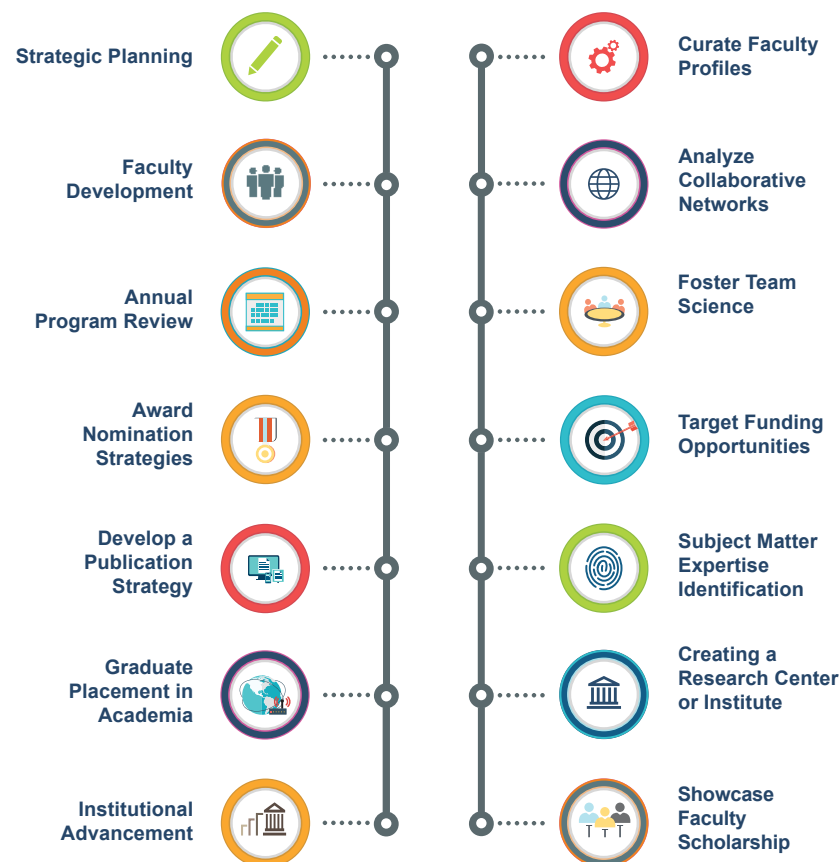 Strategic Planning
Faculty
Development
Annual
Program Review
Award
Nomination
Strategies
Develop a
Publication
Strategy
Graduate
Placement in
Academia
Institutional
Advancement
Curate Faculty
Profiles
Analyze
Collaborative
Networks
Foster Team
Science
Target Funding
Opportunities
Subject Matter
Expertise
Identification
Creating a
Research Center
or Institute
Showcase
Faculty
Scholarship